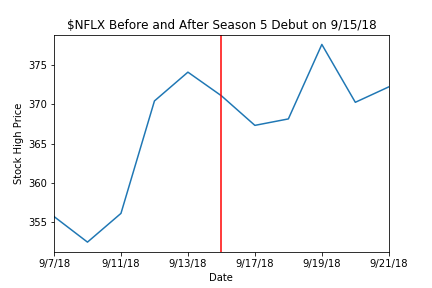 $NFLX Before and After Season 5 Debut on 9/15/18
Stock High Price
375
370
365
360
355
9/7/18 9/11/18 9/13/18 9/17/18 9/19/18 9/21/18
Date